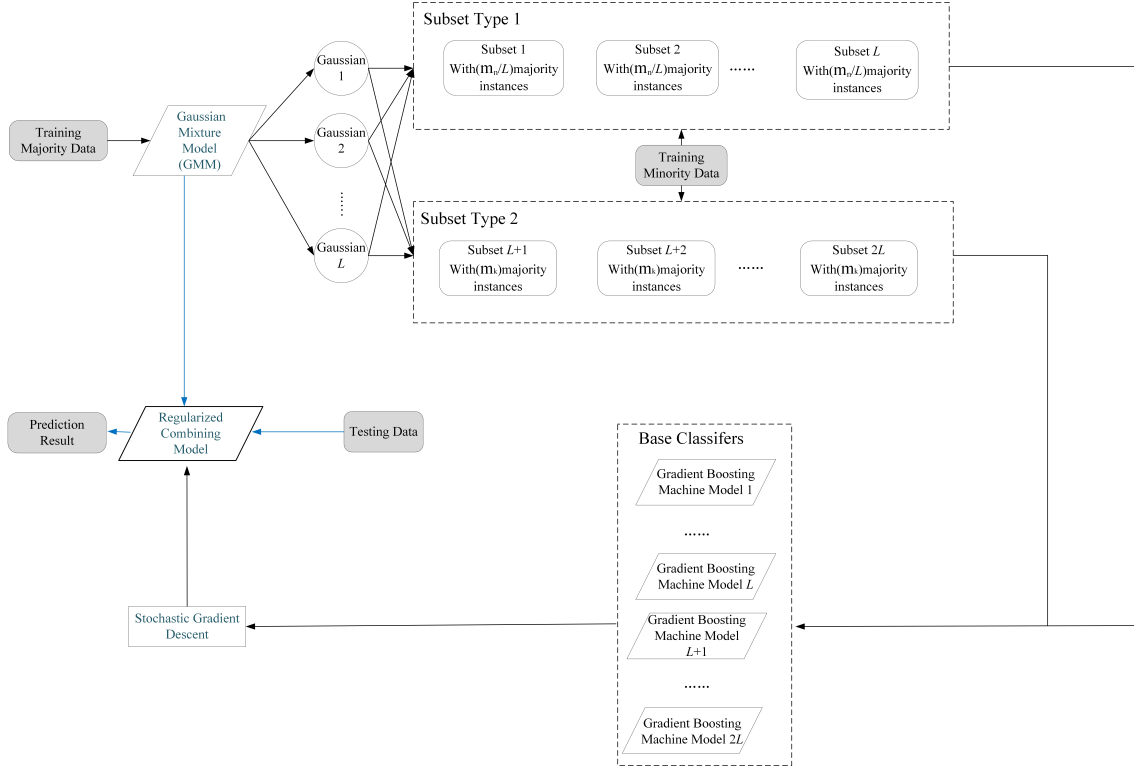 Subset Type 1
Subset 1
With(mn/L)majority
instances
Subset 2
With(mn/L)majority
instances
......
Subset L
With(mn/L)majority
instances
Gaussian
1
Training
Majority Data
Gaussian
Mixture
Model
(GMM)
Gaussian
2
......
Gaussian
L
Training
Minority Data
Subset Type 2
Subset L+1
With(mk)majority
instances
Subset L+2
With(mk)majority
instances
......
Subset 2L
With(mk)majority
instances
Prediction
Result
Regularized
Combining
Model
Testing Data
Base Classifers
Gradient Boosting
Machine Model 1
......
Gradient Boosting
Machine Model L
Gradient Boosting
Machine Model
L+1
......
Gradient Boosting
Machine Model 2L
Stochastic Gradient
Descent